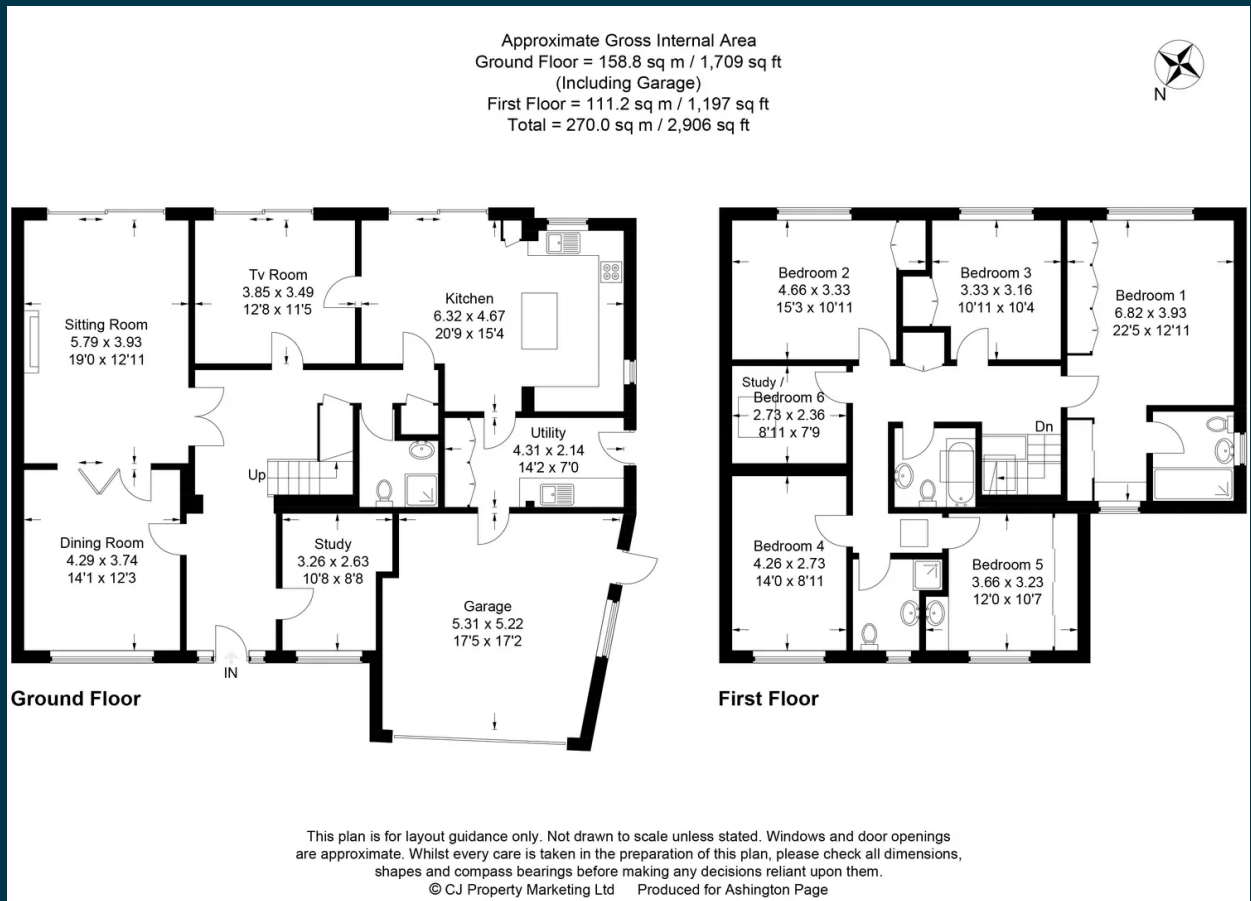 Approximate Gross Internal Area
Ground Floor = 158.8 sq m / 1,709 sq ft
(Including Garage)
First Floor = 111.2 sq m / 1,197 sq ft
Total = 270.0 sq m / 2,906 sq ft
N
Sitting Room
5.79 x 3.93
19'0 x 12'11
Tv Room
3.85 x 3.49
12'8 x 11'5
Kitchen
6.32 x 4.67
20'9 x 15'4
Utility
4.31 x 2.14
14'2 x 7'0
Up
Dining Room
4.29 x 3.74
14'1 x 12'3
Study
3.26 x 2.63
10'8 x 8'8
Garage
5.31 x 5.22
17'5 x 17'2
IN
Ground Floor
Bedroom 2
4.66 x 3.33
15'3 x 10'11
Bedroom 3
3.33 x 3.16
10'11 x 10'4
Bedroom 1
6.82 x 3.93
22'5 x 12'11
Study /
Bedroom 6
2.73 x 2.36
8'11 x 7'9
Dn
Bedroom 4
4.26 x 2.73
14'0 x 8'11
Bedroom 5
3.66 x 3.23
12'0 x 10'7
First Floor
This plan is for layout guidance only. Not drawn to scale unless stated. Windows and door openings
are approximate. Whilst every care is taken in the preparation of this plan, please check all dimensions,
shapes and compass bearings before making any decisions reliant upon them.
© CJ Property Marketing Ltd Produced for Ashington Page